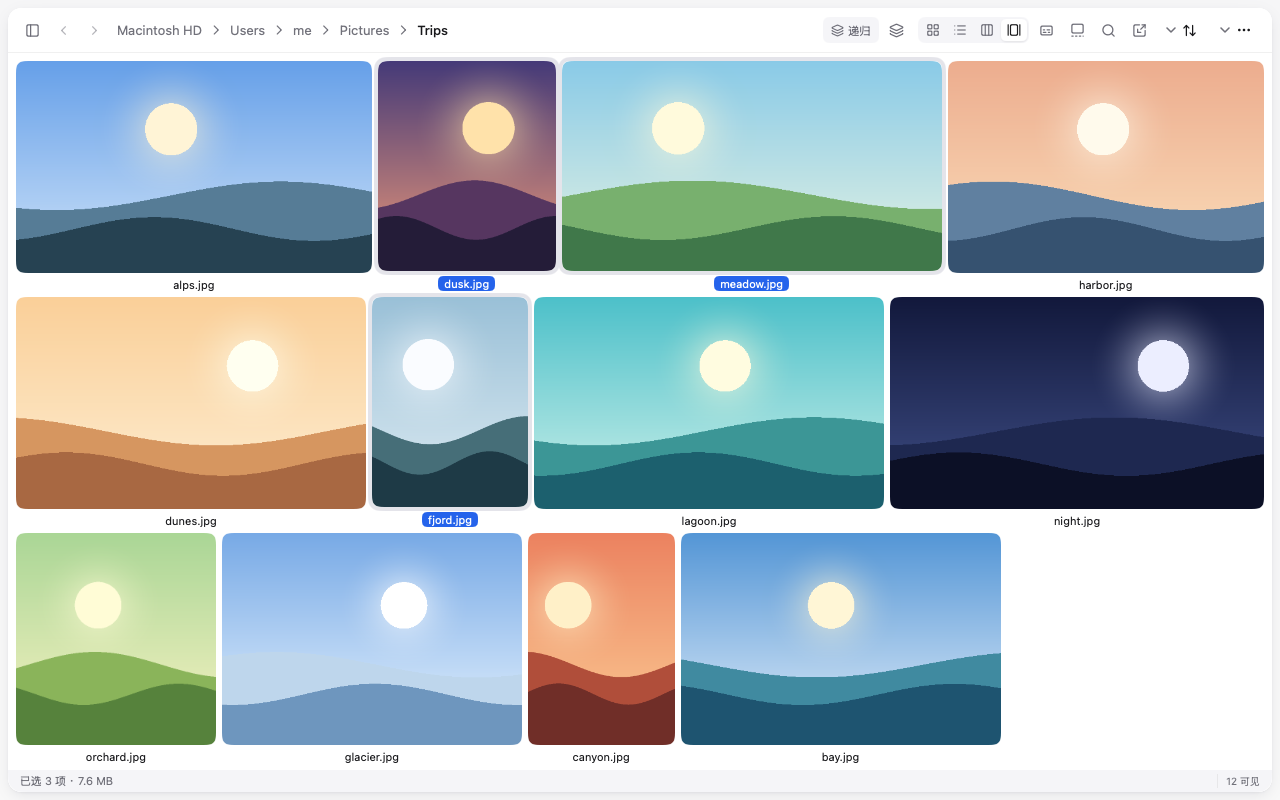 Macintosh HD > Users > me > Pictures > Trips
递归
alps.jpg
dusk.jpg
meadow.jpg
harbor.jpg
dunes.jpg
fjord.jpg
lagoon.jpg
night.jpg
orchard.jpg
glacier.jpg
canyon.jpg
bay.jpg
已选 3 项 · 7.6 MB
12 可见